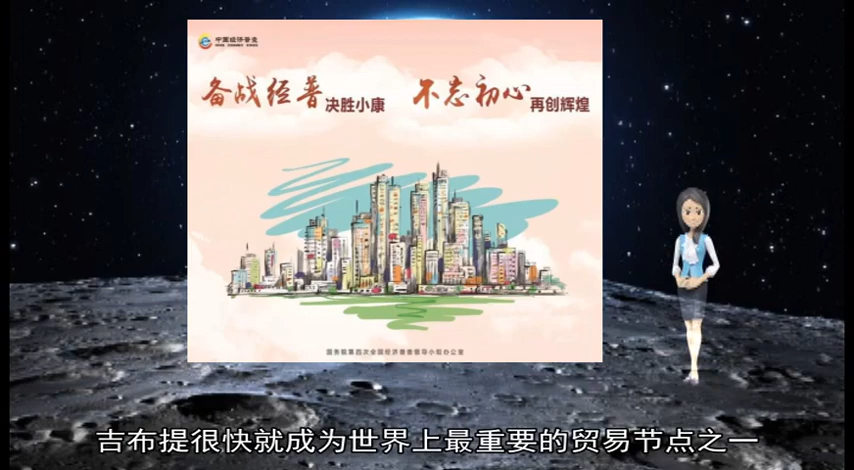 中国经济普查
备战经普决胜小康 不忘初心再创辉煌
国务院第四次全国经济普查领导小组办公室
吉布提很快就成为世界上最重要的贸易节点之一